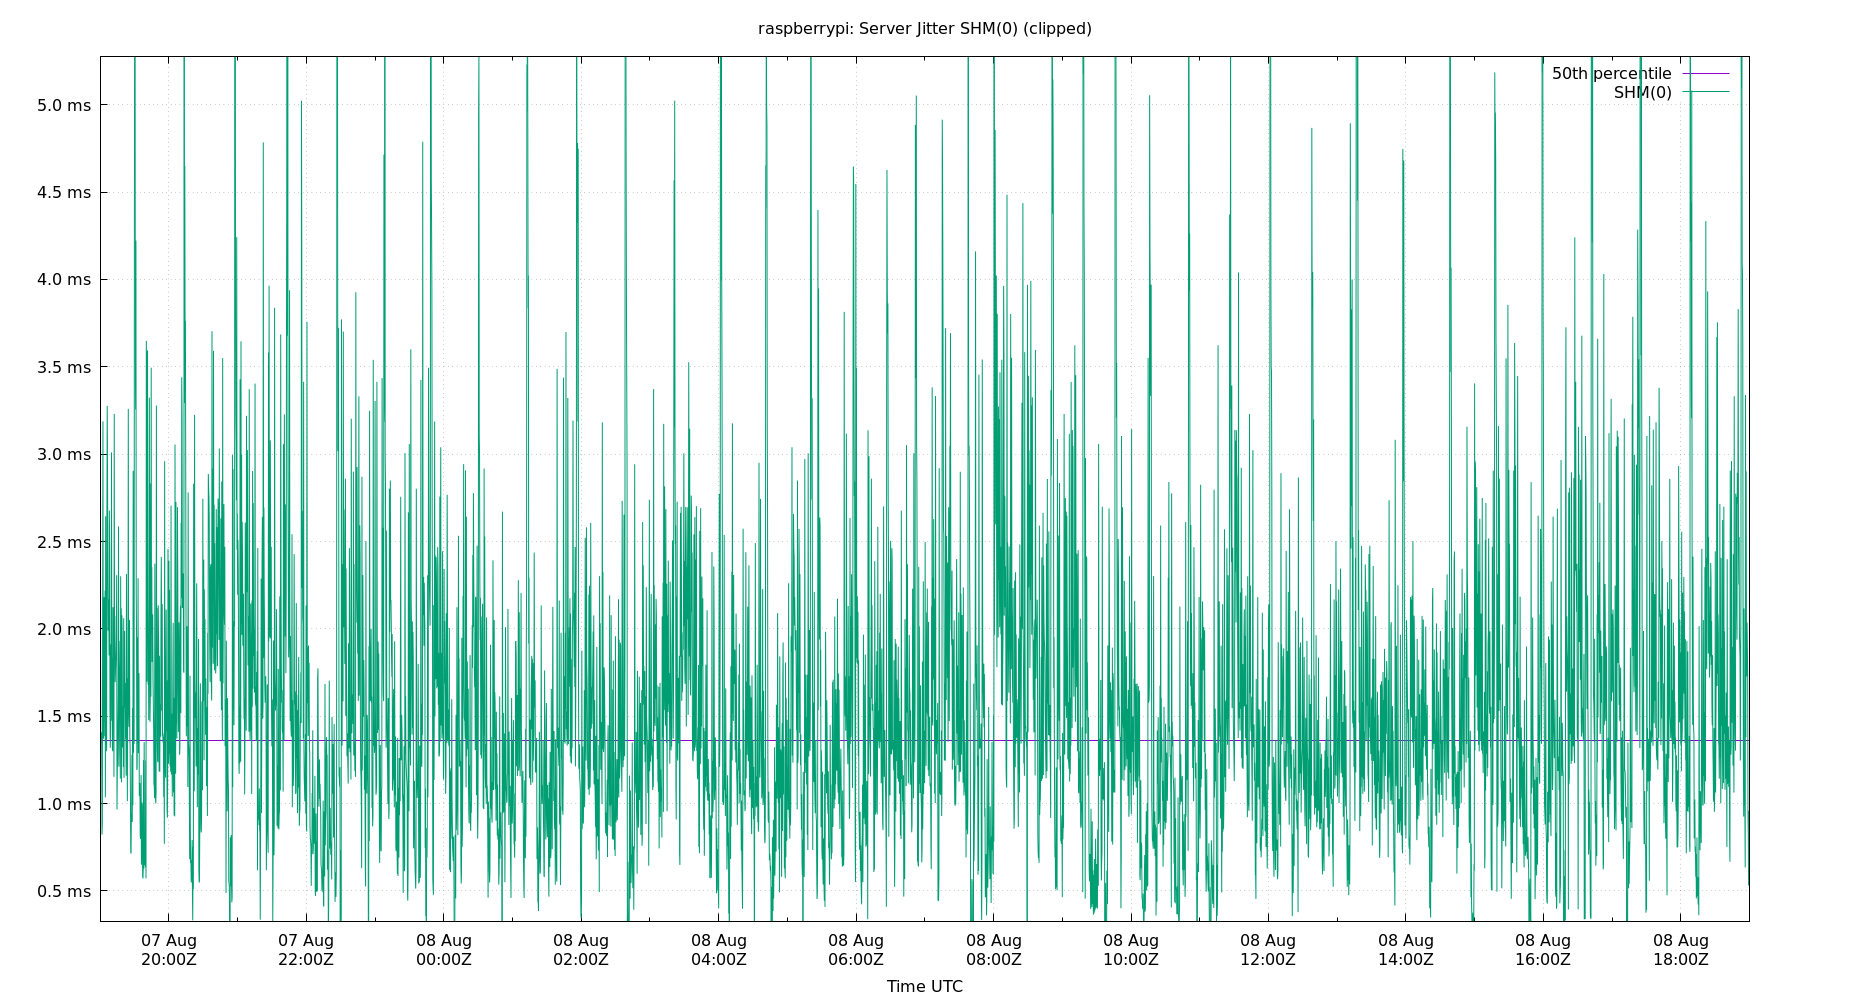 raspberrypi: Server Jitter SHM(0) (clipped)
50th percentile
SHM(0)
5.0 ms
4.5 ms
4.0 ms
3.5 ms
3.0 ms
2.5 ms
2.0 ms
1.5 ms
1.0 ms
0.5 ms
07 Aug 07 Aug 08 Aug 08 Aug 08 Aug 08 Aug 08 Aug 08 Aug 08 Aug 08 Aug 08 Aug 08 Aug
20:00Z 22:00Z 00:00Z 02:00Z 04:00Z 06:00Z 08:00Z 10:00Z 12:00Z 14:00Z 16:00Z 18:00Z
Time UTC